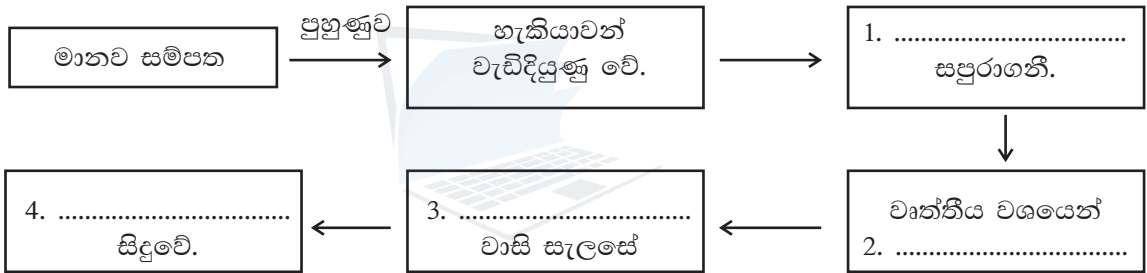 මානව සම්පත
පුහුණුව
හැකියාවන්
වැඩිදියුණු වේ.
1. ...................................
සපුරාගනී.
වෘත්තීය වශයෙන්
2. ...................................
3. ...................................
වාසි සැලසේ
4. ...................................
සිදුවේ.